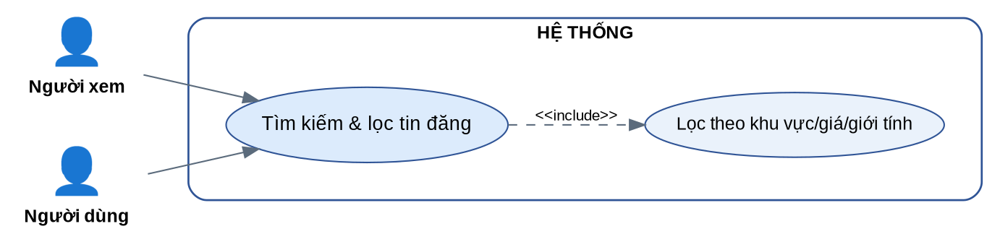 HỆ THỐNG
Người xem
Tìm kiếm & lọc tin đăng
<<include>>
Lọc theo khu vực/giá/giới tính
Người dùng